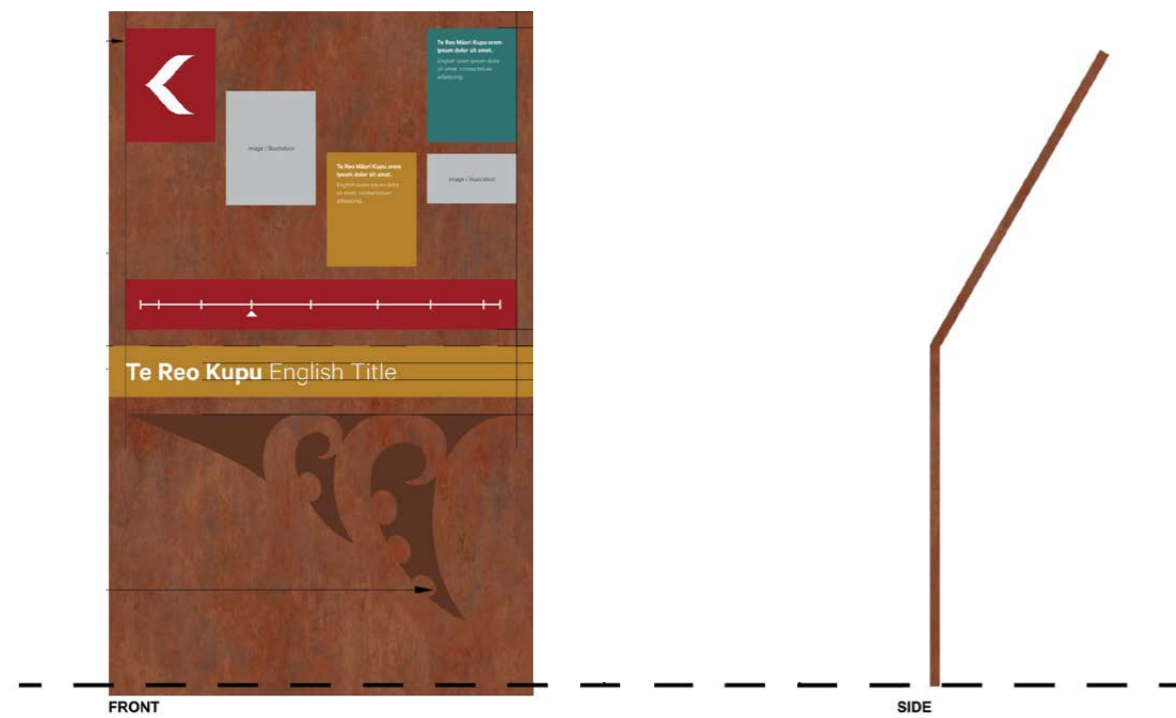 Te Reo Māori Kupu orem
ipsum dolor sit amet.
English lorem ipsum dolor
sit amet, consectetuer
adipiscing.
image / Illustration
Te Reo Māori Kupu orem
ipsum dolor sit amet.
English lorem ipsum dolor
sit amet, consectetuer
adipiscing.
image / Illustration
Te Reo Kupu English Title
FRONT
SIDE